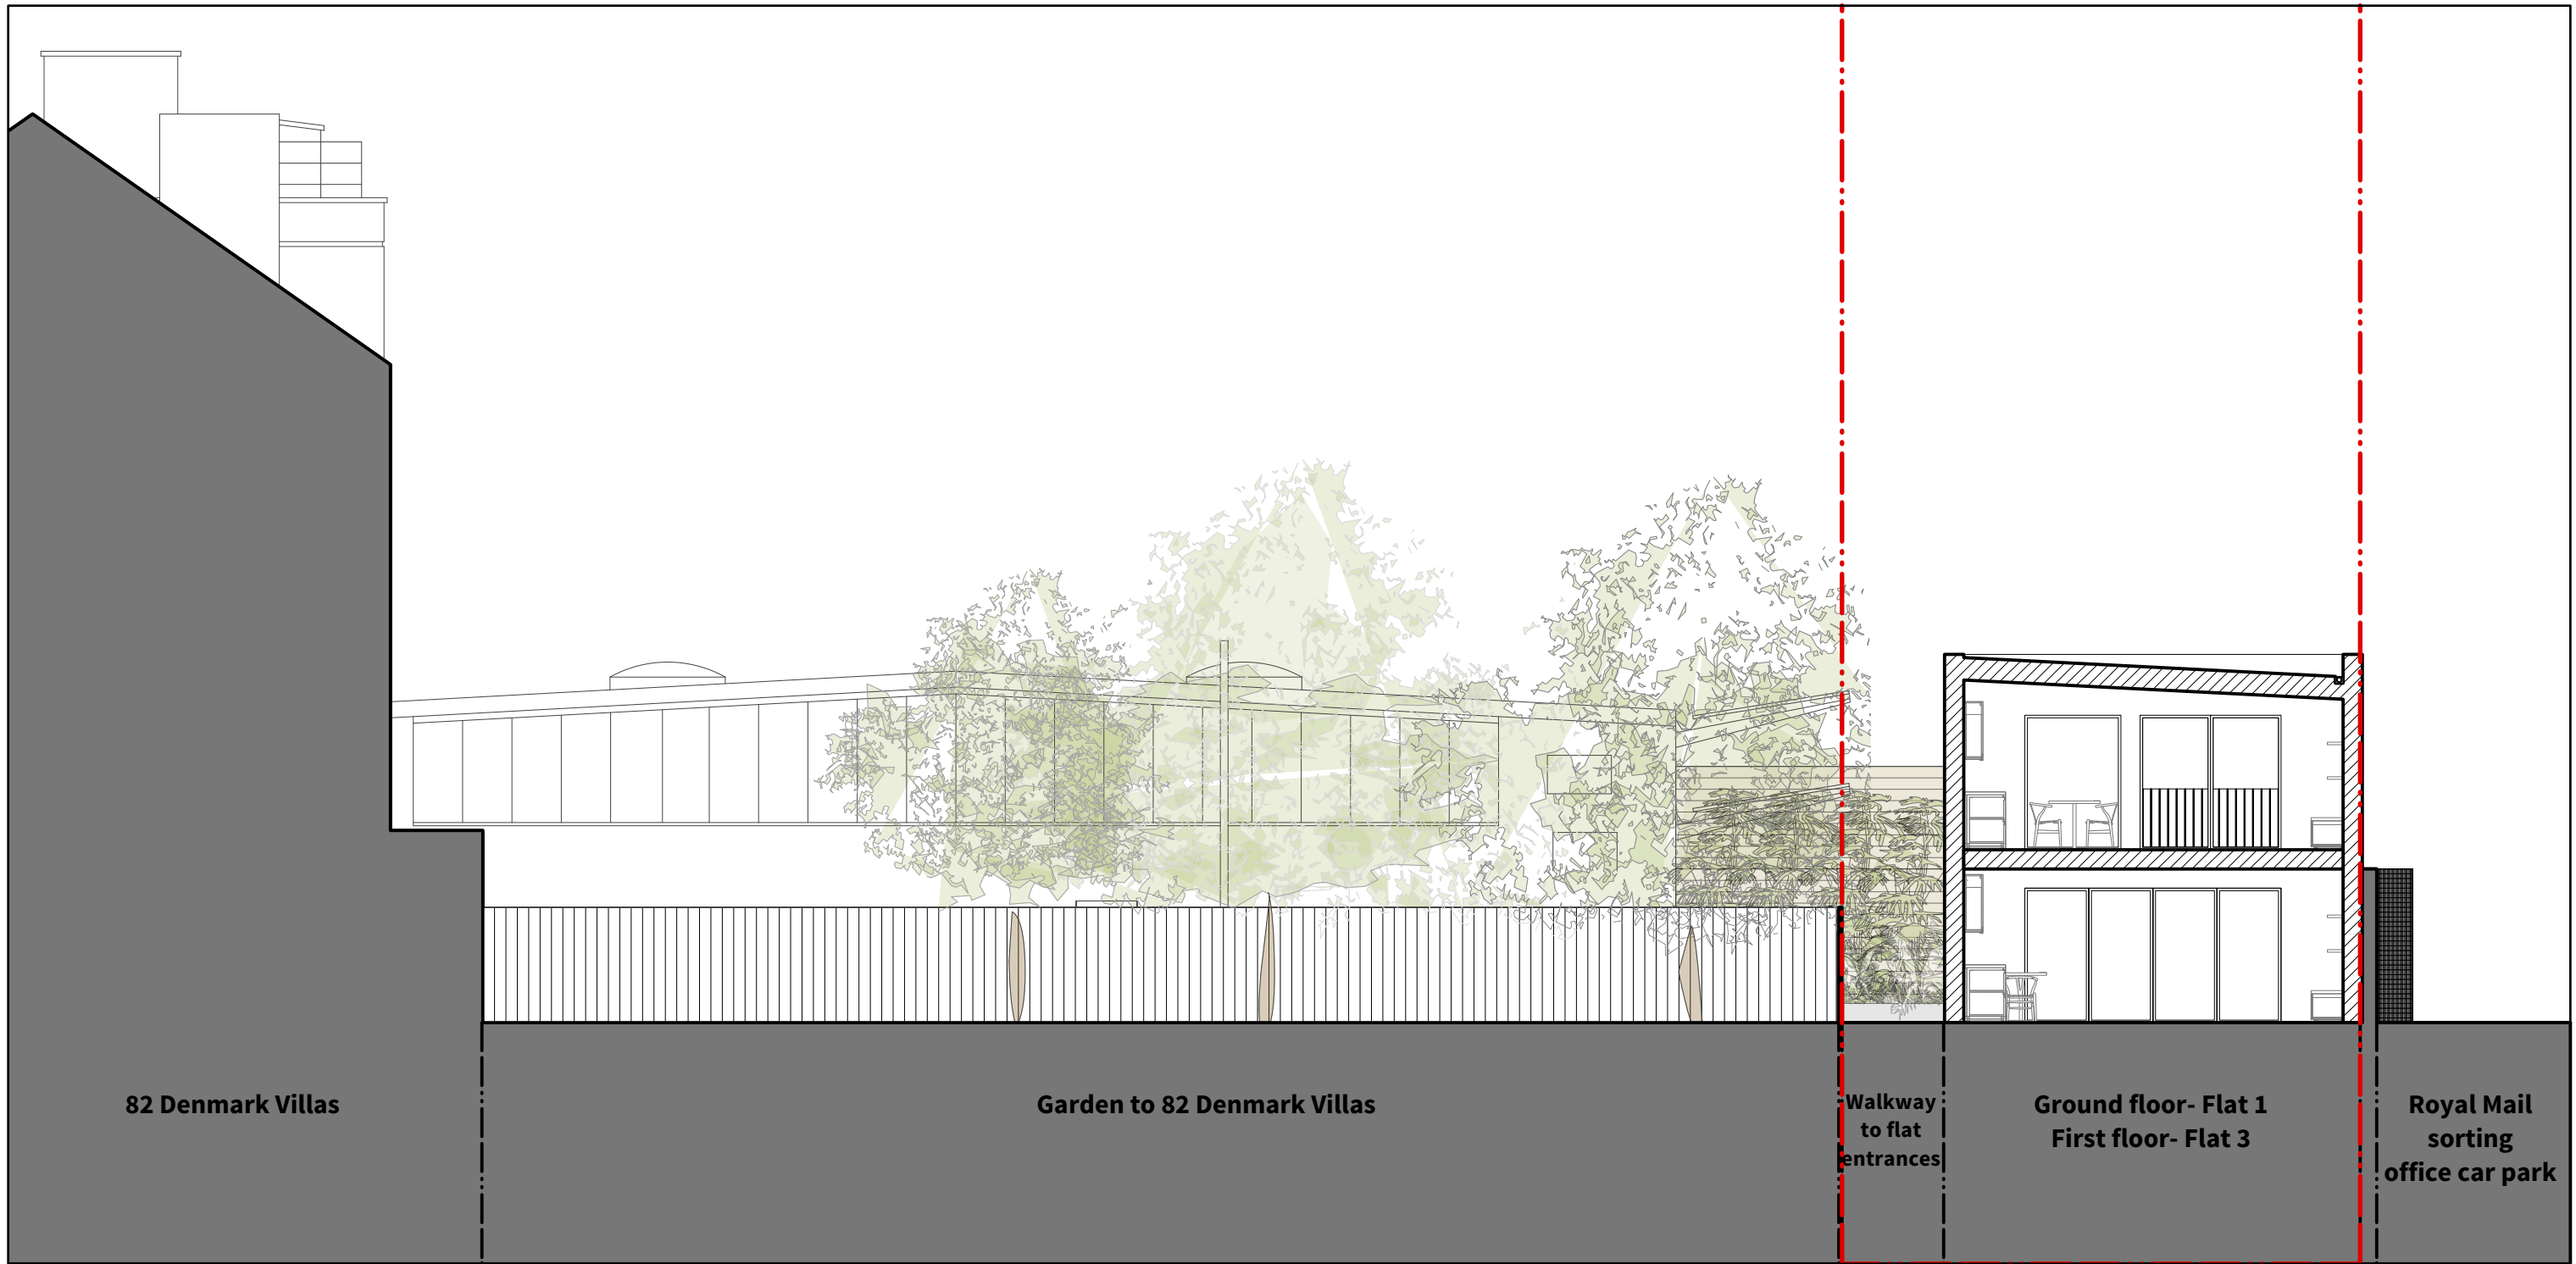 82 Denmark Villas
Garden to 82 Denmark Villas
Walkway
to flat
entrances
Ground floor- Flat 1
First floor- Flat 3
Royal Mail
sorting
office car park